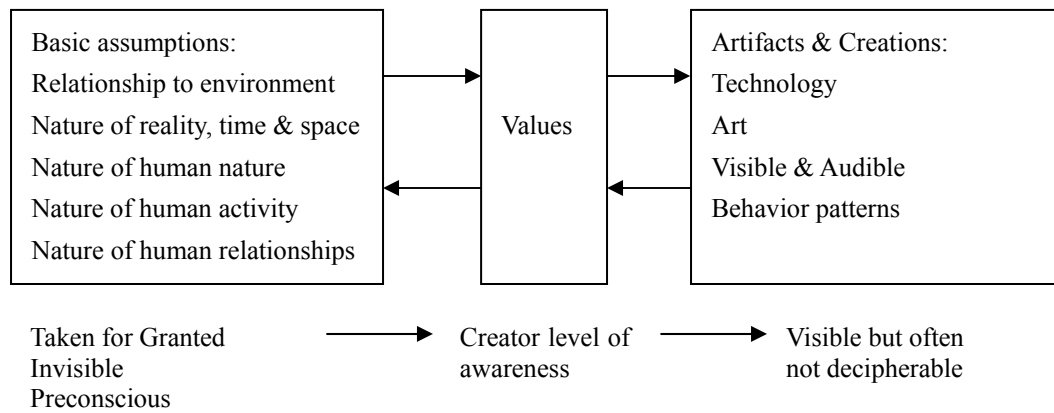 Basic assumptions:
Relationship to environment
Nature of reality, time & space
Nature of human nature
Nature of human activity
Nature of human relationships
Values
Artifacts & Creations:
Technology
Art
Visible & Audible
Behavior patterns
Taken for Granted
Invisible
Preconscious
Creator level of
awareness
Visible but often
not decipherable